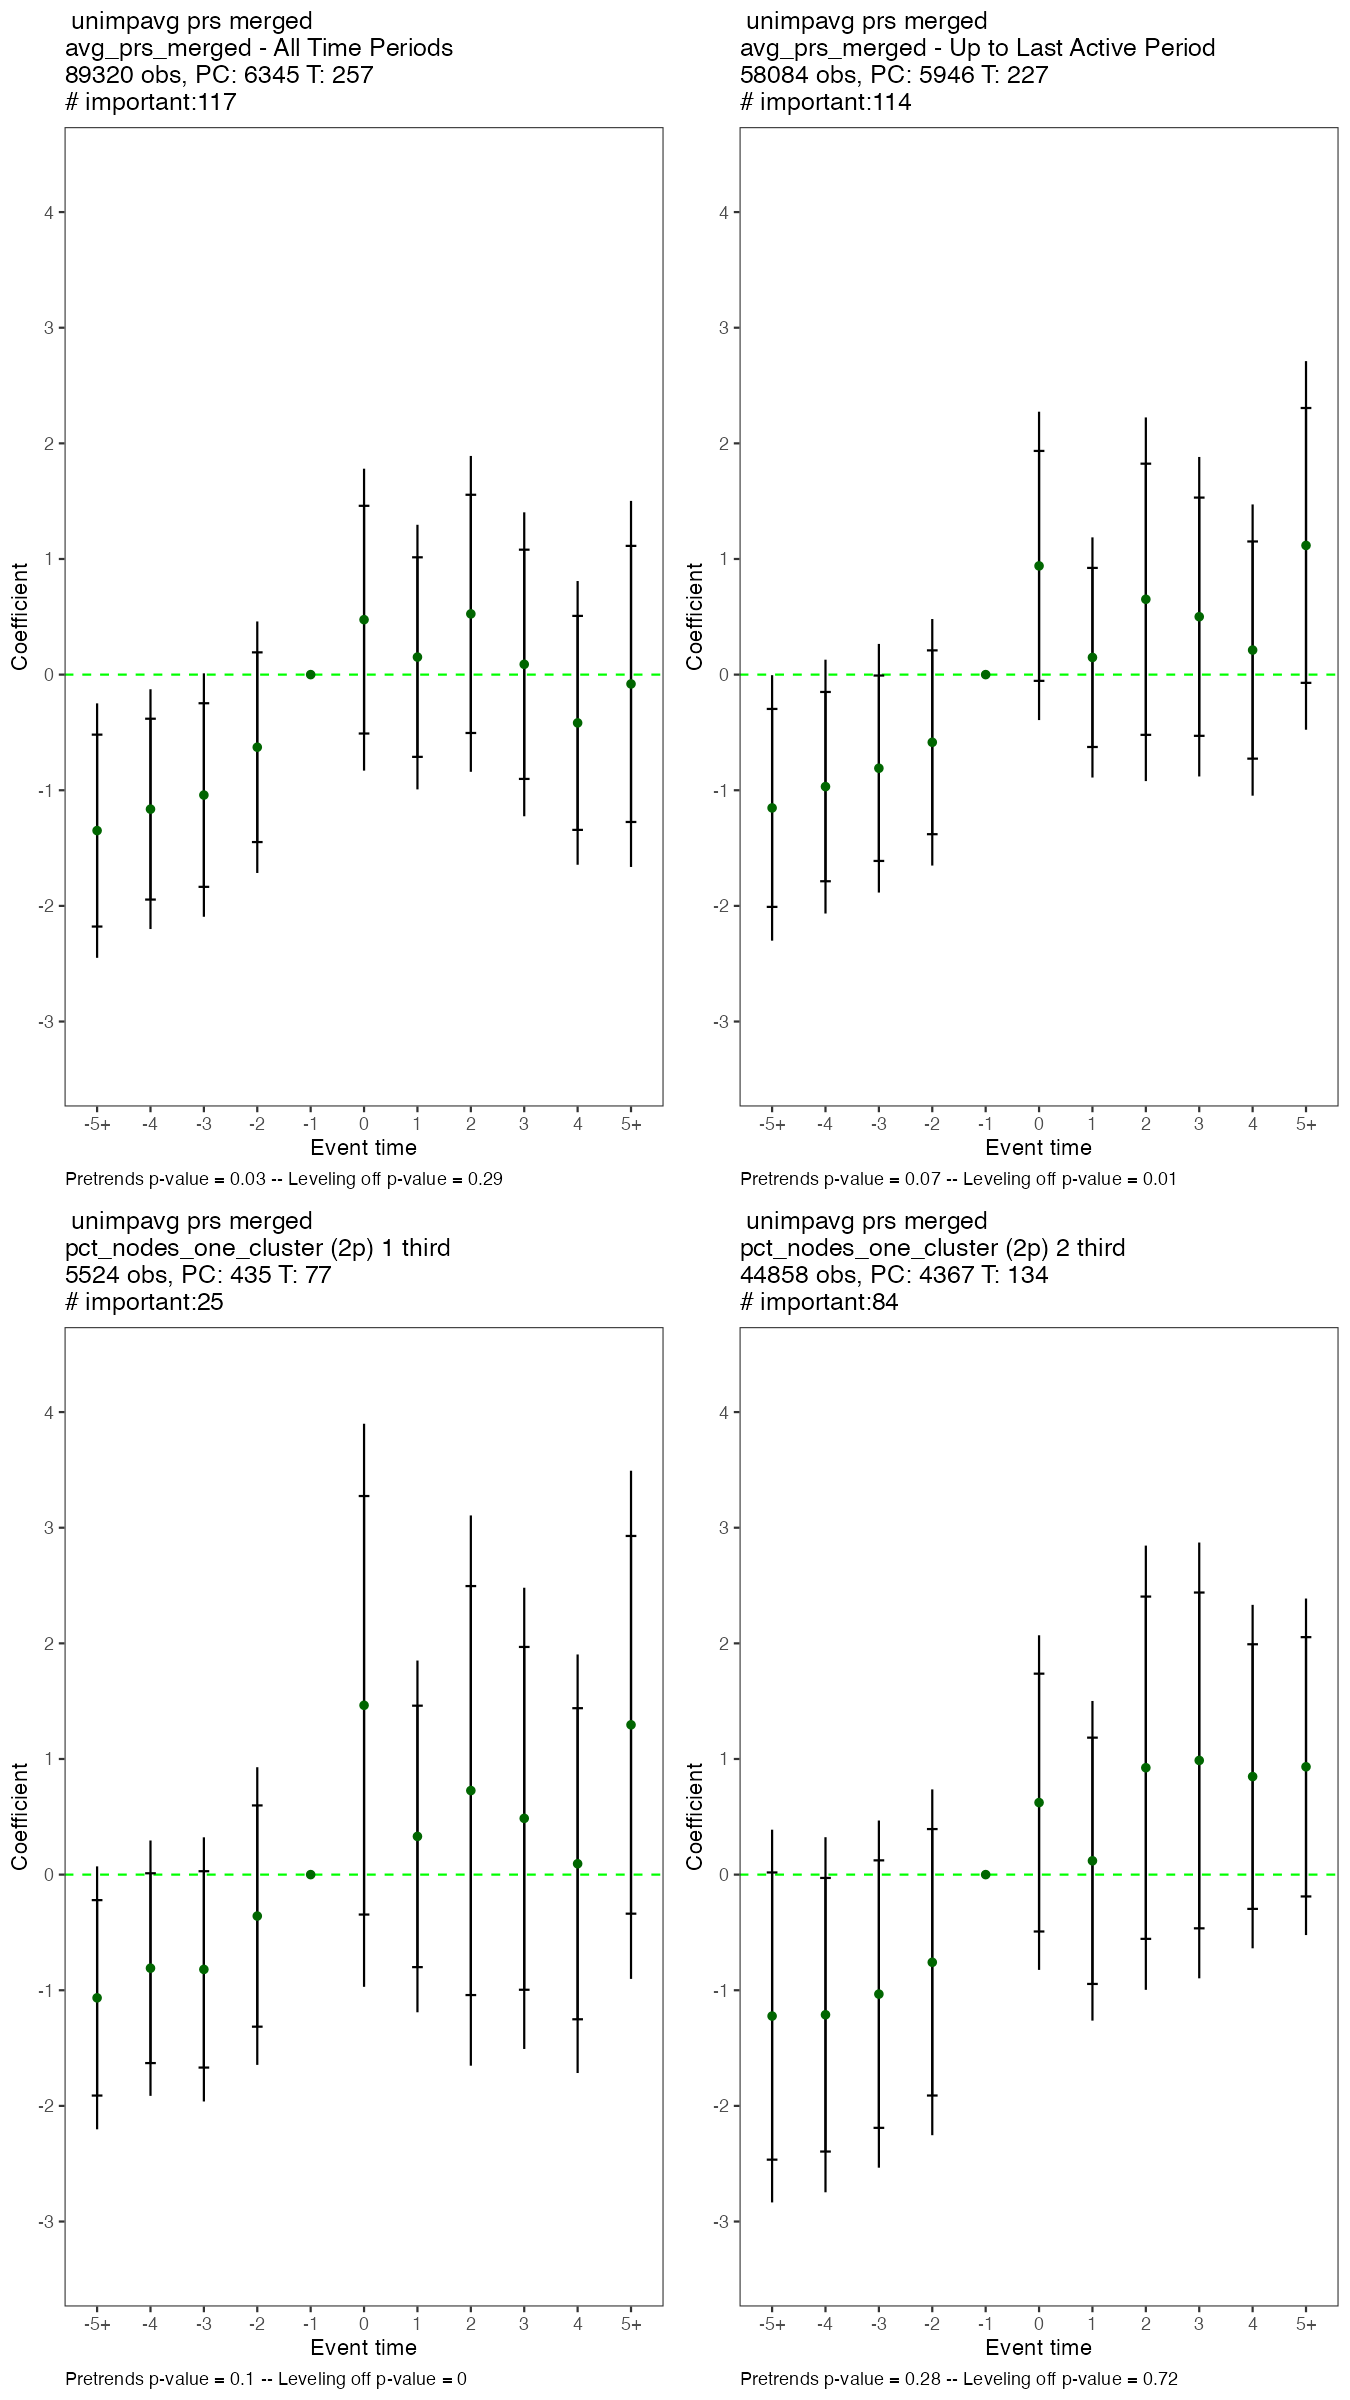 unimpavg prs merged
avg_prs_merged - All Time Periods
89320 obs, PC: 6345 T: 257
# important:117
Coefficient
4
3
2
1
0
-1
-2
-3
-5+ -4 -3 -2 -1 0 1 2 3 4 5+
Event time
Pretrends p-value = 0.03 -- Leveling off p-value = 0.29
unimpavg prs merged
avg_prs_merged - Up to Last Active Period
58084 obs, PC: 5946 T: 227
# important:114
Coefficient
4
3
2
1
0
-1
-2
-3
-5+ -4 -3 -2 -1 0 1 2 3 4 5+
Event time
Pretrends p-value = 0.07 -- Leveling off p-value = 0.01
unimpavg prs merged
pct_nodes_one_cluster (2p) 1 third
5524 obs, PC: 435 T: 77
# important:25
Coefficient
4
3
2
1
0
-1
-2
-3
-5+ -4 -3 -2 -1 0 1 2 3 4 5+
Event time
Pretrends p-value = 0.1 -- Leveling off p-value = 0
unimpavg prs merged
pct_nodes_one_cluster (2p) 2 third
44858 obs, PC: 4367 T: 134
# important:84
Coefficient
4
3
2
1
0
-1
-2
-3
-5+ -4 -3 -2 -1 0 1 2 3 4 5+
Event time
Pretrends p-value = 0.28 -- Leveling off p-value = 0.72